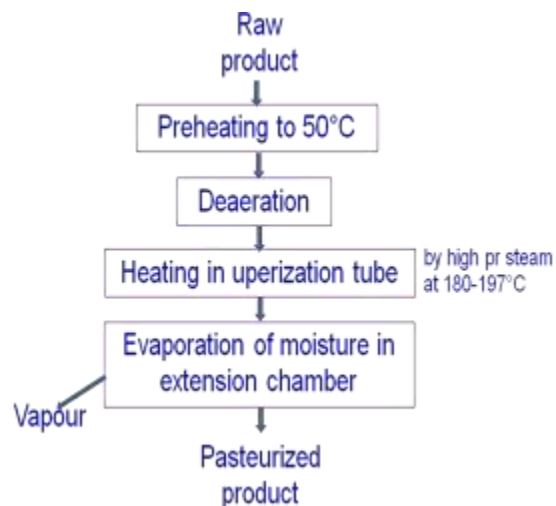 Raw
product
Preheating to 50°C
Deaeration
Heating in uperization tube
by high pr steam
at 180-197°C
Evaporation of moisture in
extension chamber
Vapour
Pasteurized
product